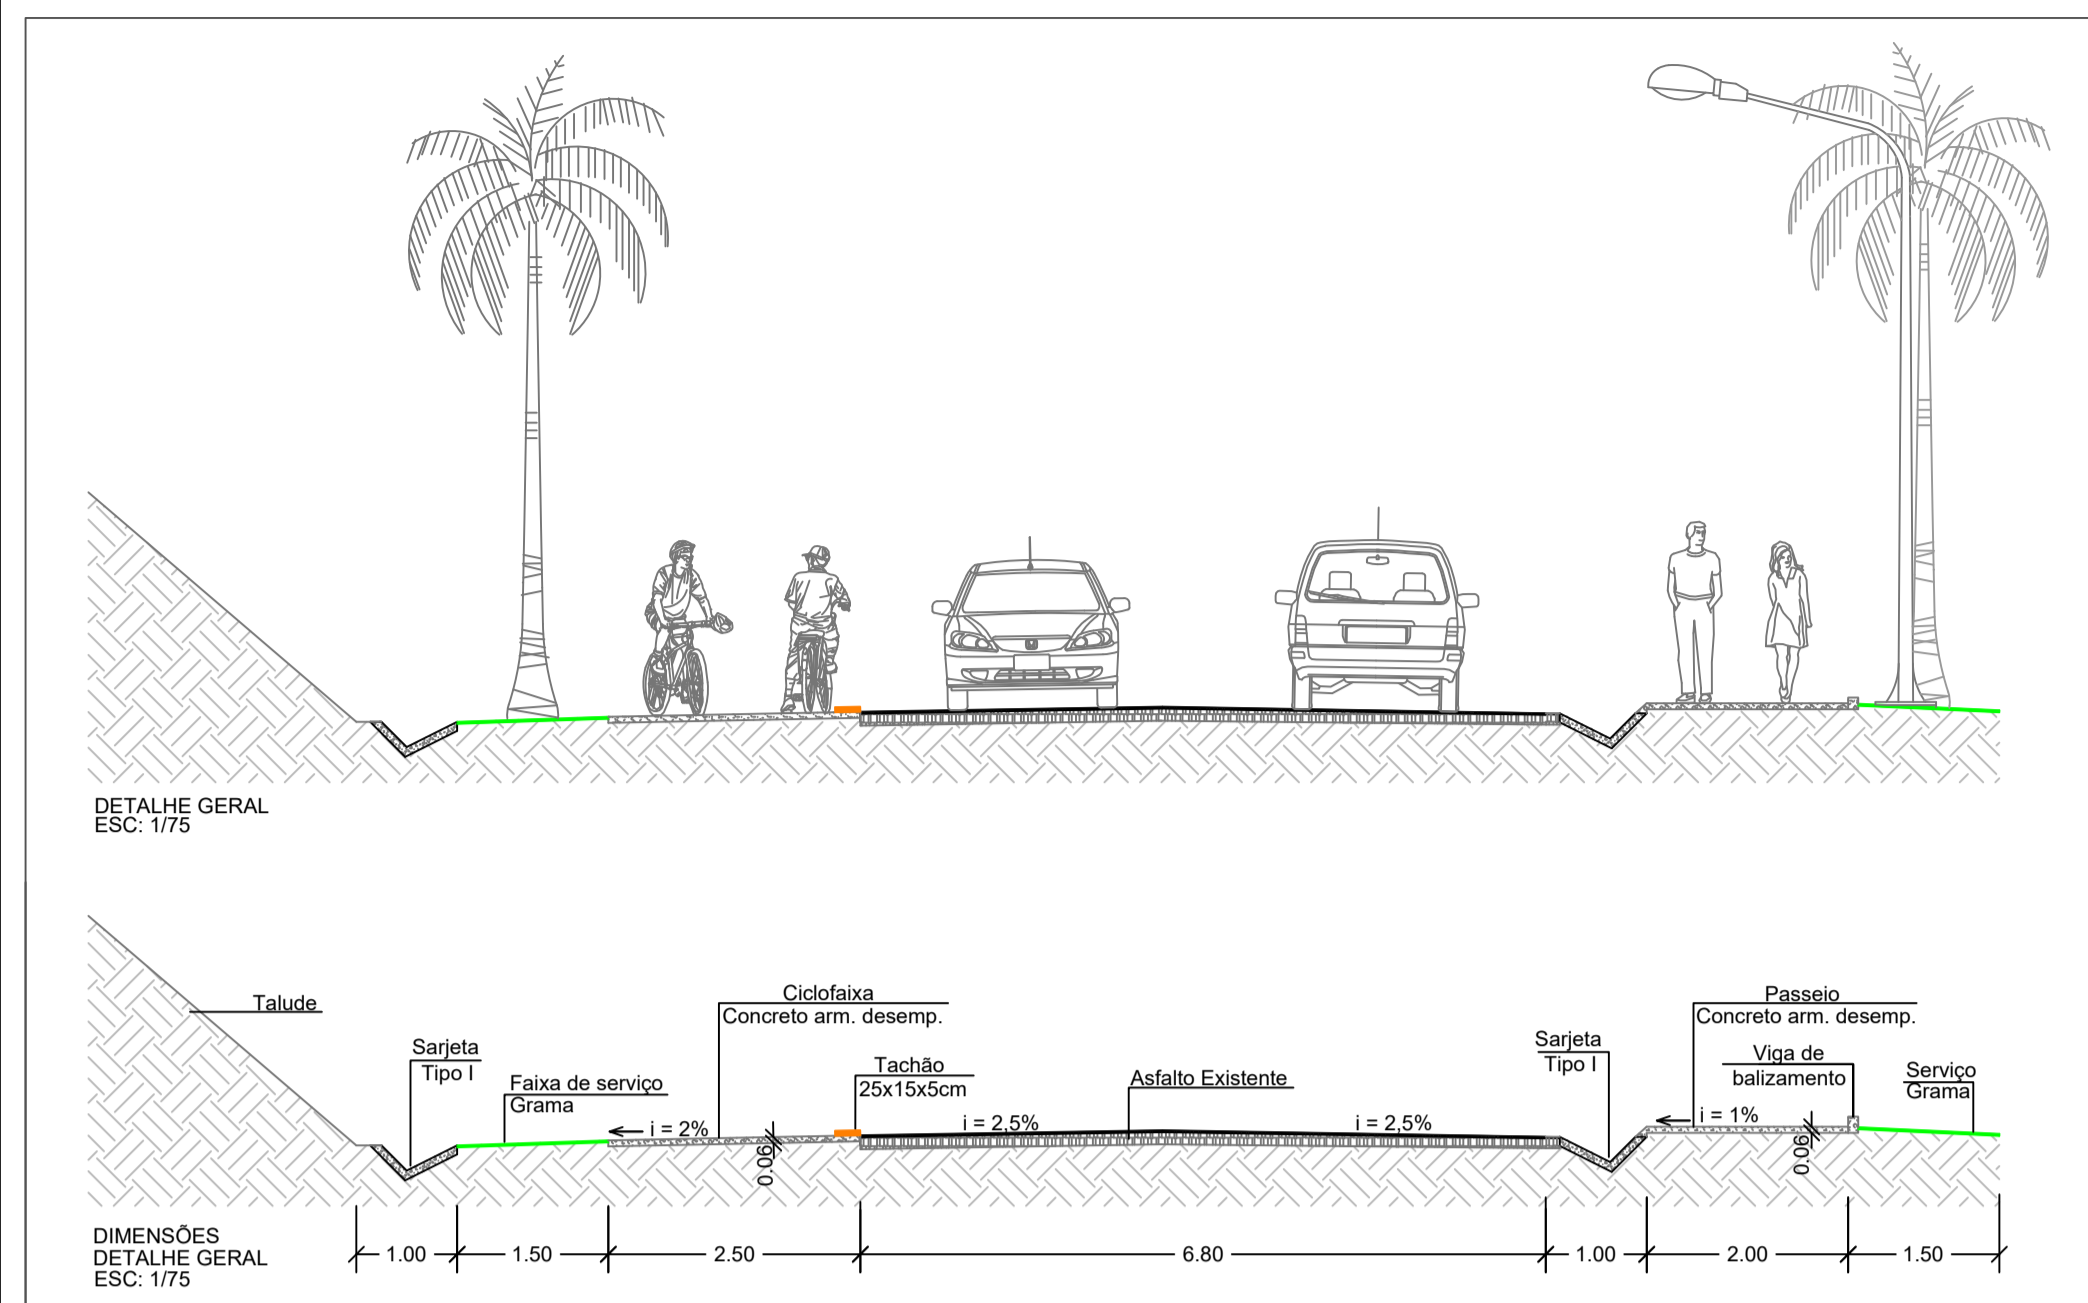 DETALHE GERAL
ESC: 1/75
Talude
Sarjeta
Tipo I
Faixa de serviço
Grama
Ciclofaixa
Concreto arm. desemp.
Tachão
25x15x5cm
Asfalto Existente
Sarjeta
Tipo I
Passeio
Concreto arm. desemp.
Viga de
balizamento
Serviço
Grama
i = 2%
i = 2,5%
i = 2,5%
i = 1%
0.06
0.06
DIMENSÕES
DETALHE GERAL
ESC: 1/75
1.00
1.50
2.50
6.80
1.00
2.00
1.50